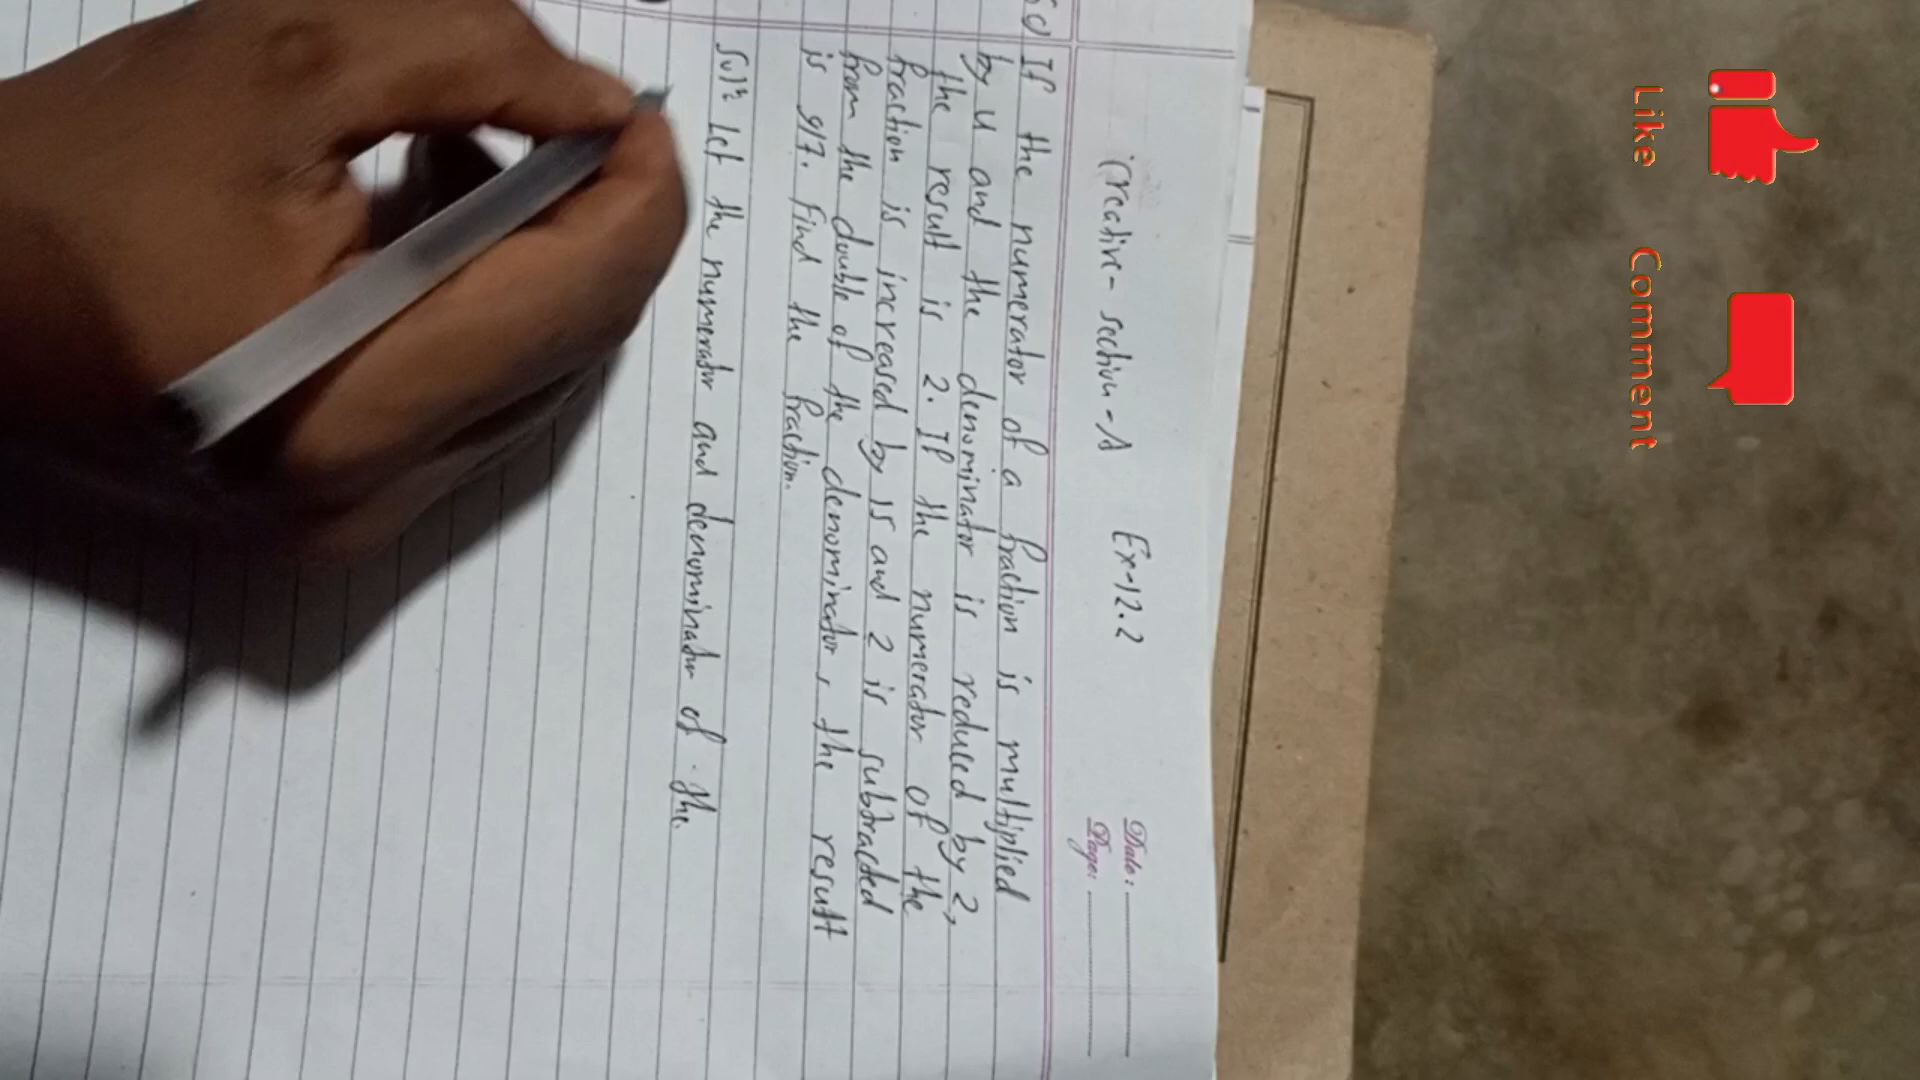 Like Comment
Date:
Page:
Creative-section-A Ex-12.2
If the numerator of a fraction is multiplied
by 4 and the denominator is reduced by 2,
the result is 2. If the numerator of the
fraction is increased by 15 and 2 is subtracted
from the double of the denominator, the result
is 9/7. Find the fraction.
Solⁿ: Let the numerator and denominator of the